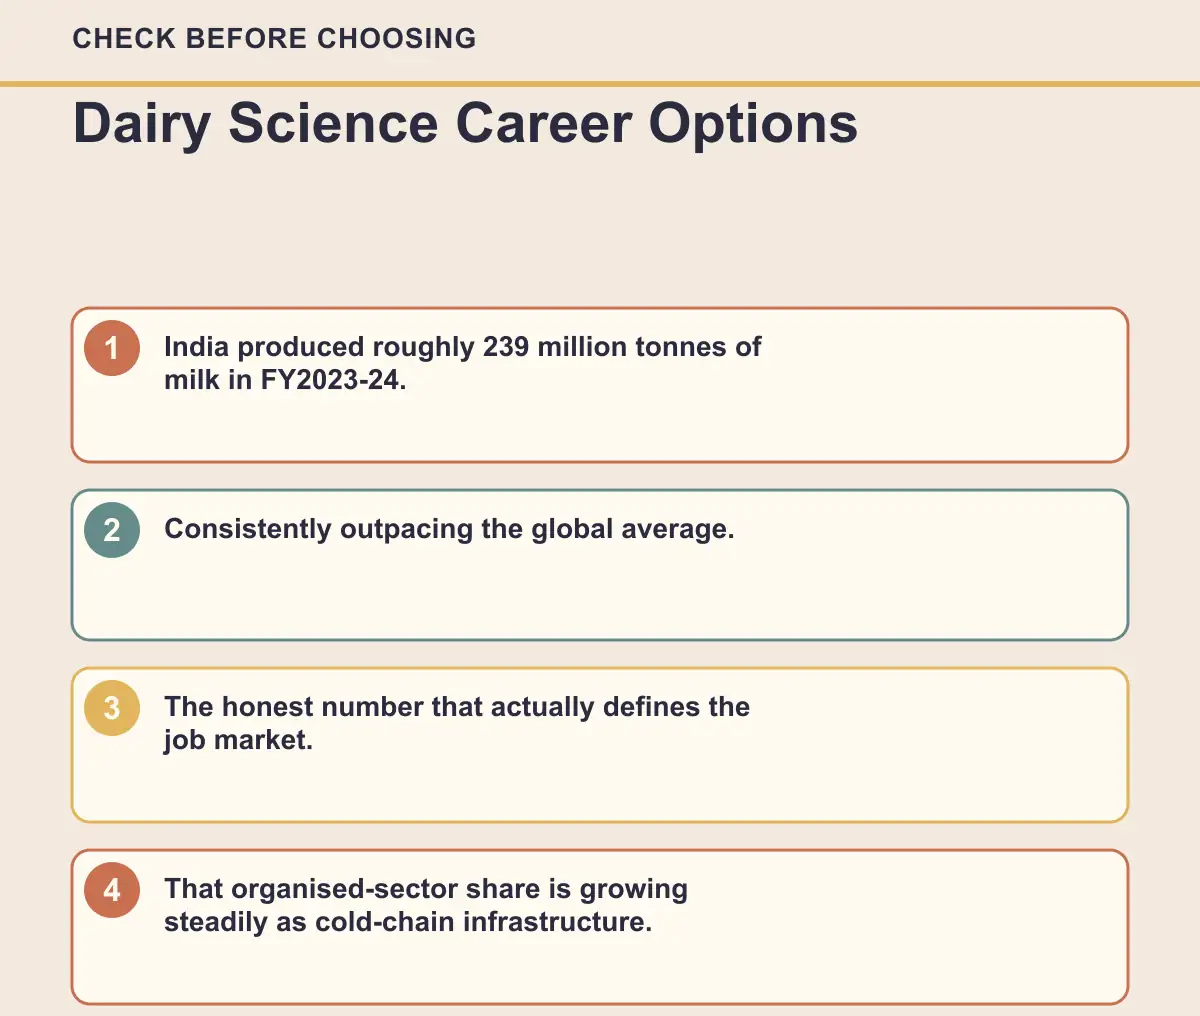 CHECK BEFORE CHOOSING
Dairy Science Career Options
1
India produced roughly 239 million tonnes of
milk in FY2023-24.
2
Consistently outpacing the global average.
3
The honest number that actually defines the
job market.
4
That organised-sector share is growing
steadily as cold-chain infrastructure.